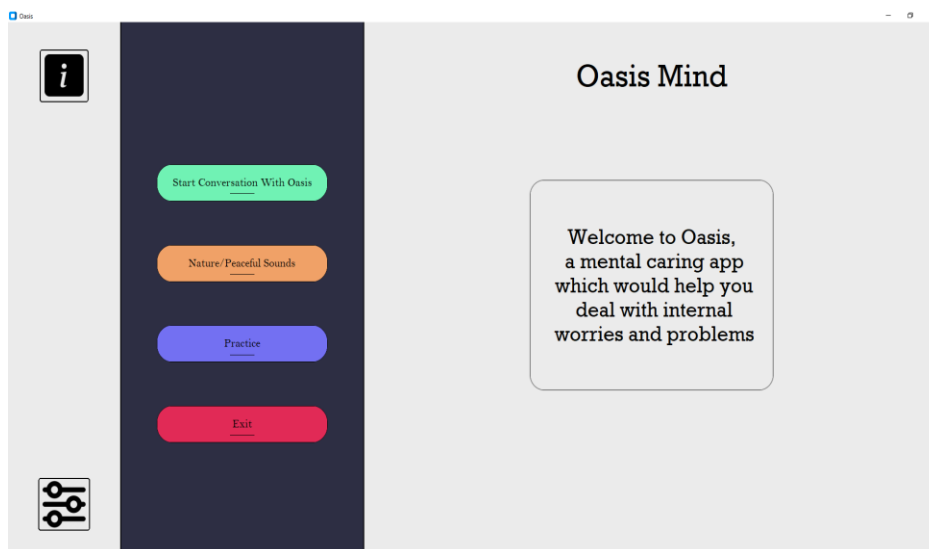 Oasis
i
Oasis Mind
Start Conversation With Oasis
Nature/Peaceful Sounds
Practice
Exit
Welcome to Oasis,
a mental caring app
which would help you
deal with internal
worries and problems